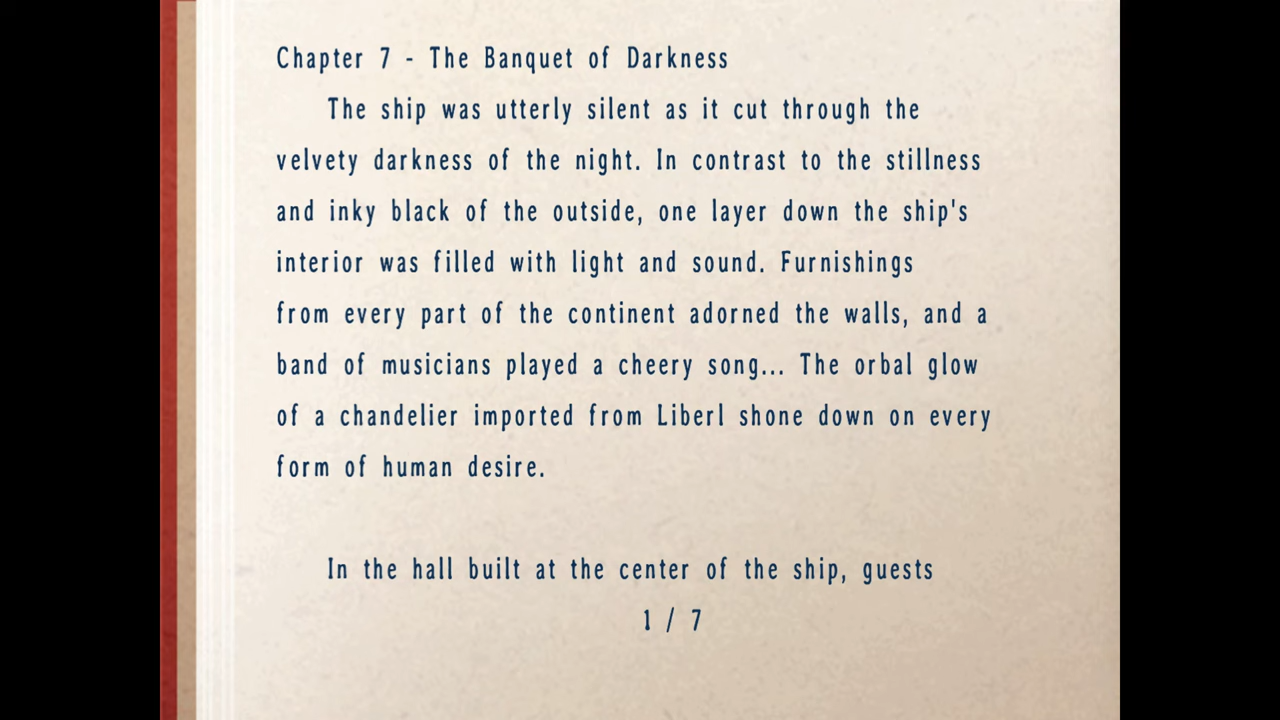 Chapter 7 - The Banquet of Darkness
The ship was utterly silent as it cut through the
velvety darkness of the night. In contrast to the stillness
and inky black of the outside, one layer down the ship's
interior was filled with light and sound. Furnishings
from every part of the continent adorned the walls, and a
band of musicians played a cheery song... The orbal glow
of a chandelier imported from Liberl shone down on every
form of human desire.
In the hall built at the center of the ship, guests
1 / 7